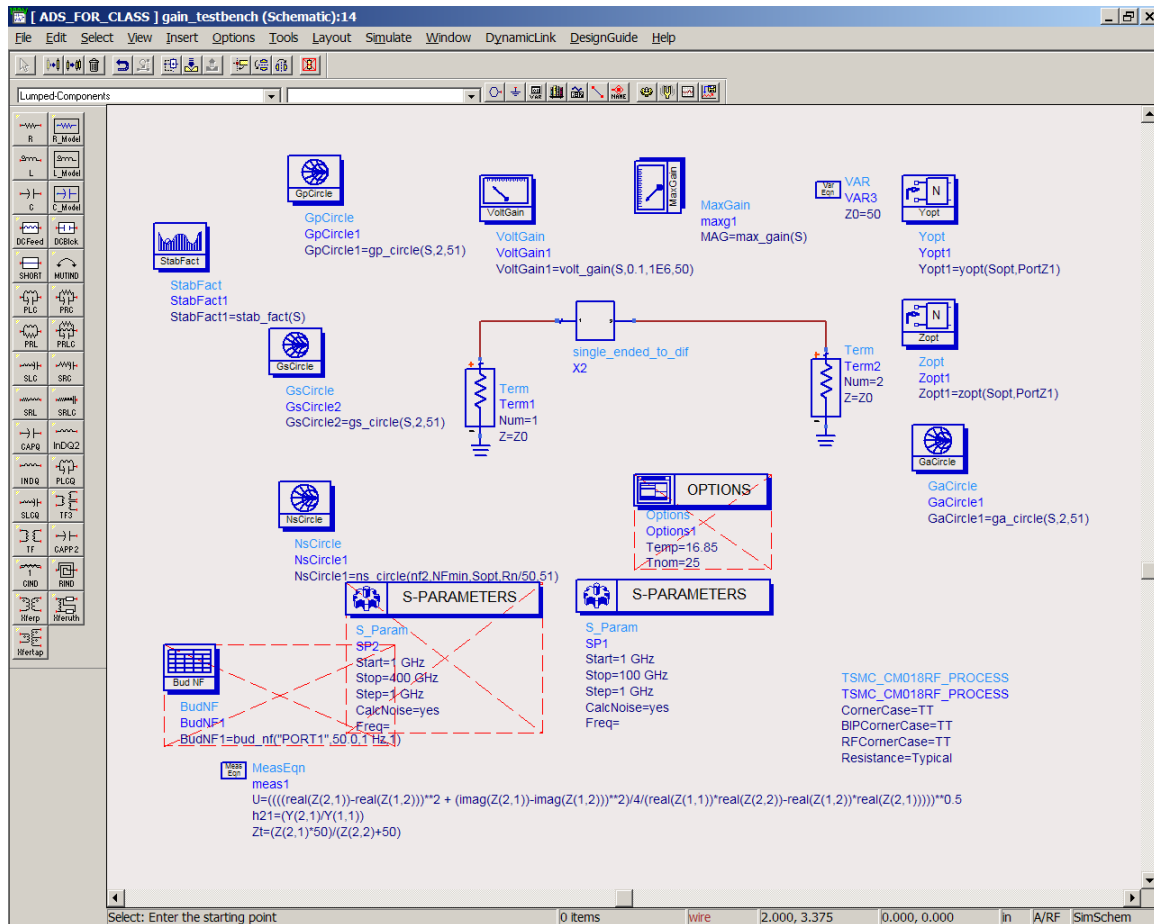 [ ADS_FOR_CLASS ] gain_testbench (Schematic):14
File Edit Select View Insert Options Tools Layout Simulate Window DynamicLink DesignGuide Help
VAR
NAME
Lumped-Components
R
R_Model
L
L_Model
C
C_Model
DCFeed
DCBlok
SHORT
MUTIND
PLC
PRC
PRL
PRLC
SLC
SRC
SRL
SRLC
CAPQ
InDQ2
INDQ
PLCQ
SLCQ
TF3
TF
CAPP2
CIND
RIND
Xferp
Xferuth
Xfertap
GpCircle
GpCircle
GpCircle1
GpCircle1=gp_circle(S,2,51)
StabFact
StabFact
StabFact1
StabFact1=stab_fact(S)
GsCircle
GsCircle
GsCircle2
GsCircle2=gs_circle(S,2,51)
NsCircle
NsCircle
NsCircle1
NsCircle1=ns_circle(nf2,NFmin,Sopt,Rn/50,51)
VoltGain
VoltGain
VoltGain1
VoltGain1=volt_gain(S,0.1,1E6,50)
MaxGain
MaxGain
maxg1
MAG=max_gain(S)
Var
Eqn
VAR
VAR3
Z0=50
N
Yopt
Yopt
Yopt1
Yopt1=yopt(Sopt,PortZ1)
N
Zopt
Zopt
Zopt1
Zopt1=zopt(Sopt,PortZ1)
single_ended_to_dif
X2
Term
Term1
Num=1
Z=Z0
Term
Term2
Num=2
Z=Z0
GaCircle
GaCircle
GaCircle1
GaCircle1=ga_circle(S,2,51)
OPTIONS
Options
Options1
Temp=16.85
Tnom=25
S-PARAMETERS
S_Param
SP2
Start=1 GHz
Stop=400 GHz
Step=1 GHz
CalcNoise=yes
Freq=
S-PARAMETERS
S_Param
SP1
Start=1 GHz
Stop=100 GHz
Step=1 GHz
CalcNoise=yes
Freq=
Bud NF
BudNF
BudNF1
BudNF1=bud_nf("PORT1",50.0,1 Hz,1)
TSMC_CM018RF_PROCESS
TSMC_CM018RF_PROCESS
CornerCase=TT
BIPCornerCase=TT
RFCornerCase=TT
Resistance=Typical
Meas
Eqn
MeasEqn
meas1
U=((((real(Z(2,1))-real(Z(1,2)))**2 + (imag(Z(2,1))-imag(Z(1,2)))**2)/4/(real(Z(1,1))*real(Z(2,2))-real(Z(1,2))*real(Z(2,1)))))**0.5
h21=(Y(2,1)/Y(1,1))
Zt=(Z(2,1)*50)/(Z(2,2)+50)
Select: Enter the starting point 0 items wire 2.000, 3.375 0.000, 0.000 in A/RF SimSchem